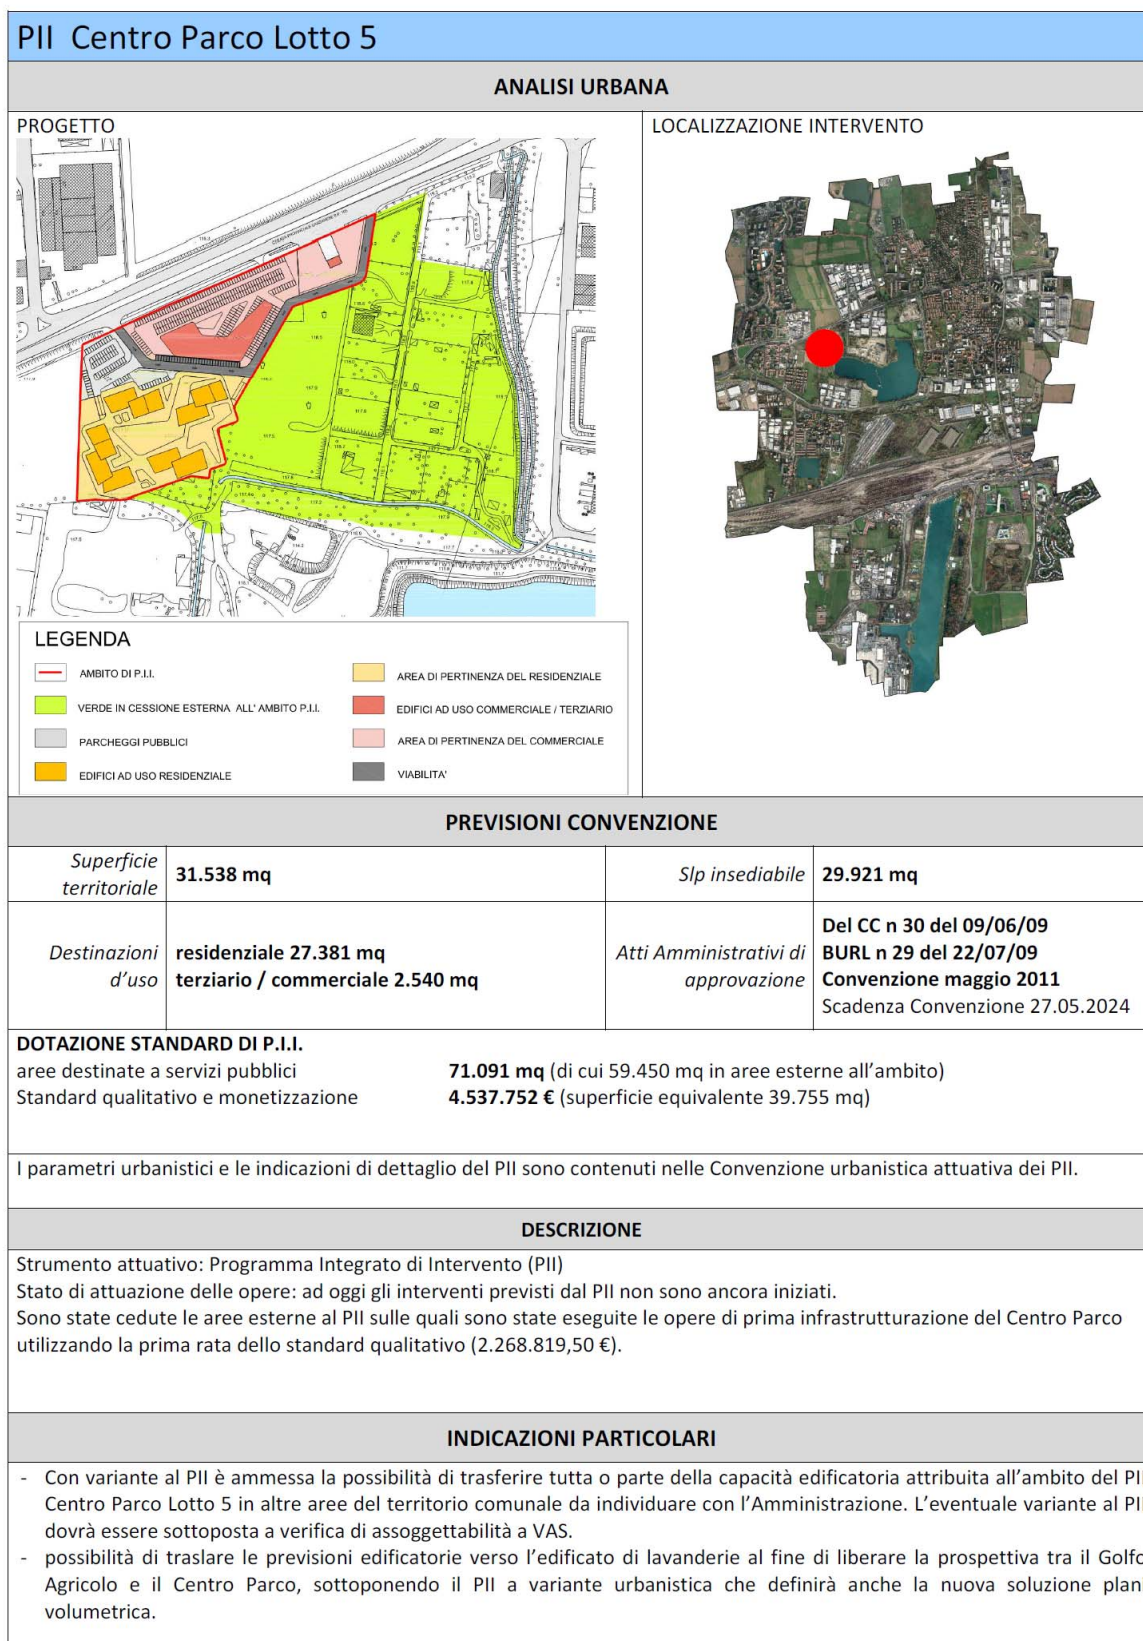 PII Centro Parco Lotto 5
ANALISI URBANA
PROGETTO
LOCALIZZAZIONE INTERVENTO
LEGENDA
AMBITO DI P.I.I.
VERDE IN CESSIONE ESTERNA ALL' AMBITO P.I.I.
PARCHEGGI PUBBLICI
EDIFICI AD USO RESIDENZIALE
AREA DI PERTINENZA DEL RESIDENZIALE
EDIFICI AD USO COMMERCIALE / TERZIARIO
AREA DI PERTINENZA DEL COMMERCIALE
VIABILITA'
PREVISIONI CONVENZIONE
Superficie
territoriale
31.538 mq
Slp insediabile
29.921 mq
Destinazioni
d'uso
residenziale 27.381 mq
terziario / commerciale 2.540 mq
Atti Amministrativi di
approvazione
Del CC n 30 del 09/06/09
BURL n 29 del 22/07/09
Convenzione maggio 2011
Scadenza Convenzione 27.05.2024
DOTAZIONE STANDARD DI P.I.I.
aree destinate a servizi pubblici 71.091 mq (di cui 59.450 mq in aree esterne all'ambito)
Standard qualitativo e monetizzazione 4.537.752 € (superficie equivalente 39.755 mq)
I parametri urbanistici e le indicazioni di dettaglio del PII sono contenuti nelle Convenzione urbanistica attuativa dei PII.
DESCRIZIONE
Strumento attuativo: Programma Integrato di Intervento (PII)
Stato di attuazione delle opere: ad oggi gli interventi previsti dal PII non sono ancora iniziati.
Sono state cedute le aree esterne al PII sulle quali sono state eseguite le opere di prima infrastrutturazione del Centro Parco
utilizzando la prima rata dello standard qualitativo (2.268.819,50 €).
INDICAZIONI PARTICOLARI
- Con variante al PII è ammessa la possibilità di trasferire tutta o parte della capacità edificatoria attribuita all'ambito del PII
Centro Parco Lotto 5 in altre aree del territorio comunale da individuare con l'Amministrazione. L'eventuale variante al PII
dovrà essere sottoposta a verifica di assoggettabilità a VAS.
- possibilità di traslare le previsioni edificatorie verso l'edificato di lavanderie al fine di liberare la prospettiva tra il Golfo
Agricolo e il Centro Parco, sottoponendo il PII a variante urbanistica che definirà anche la nuova soluzione plani
volumetrica.